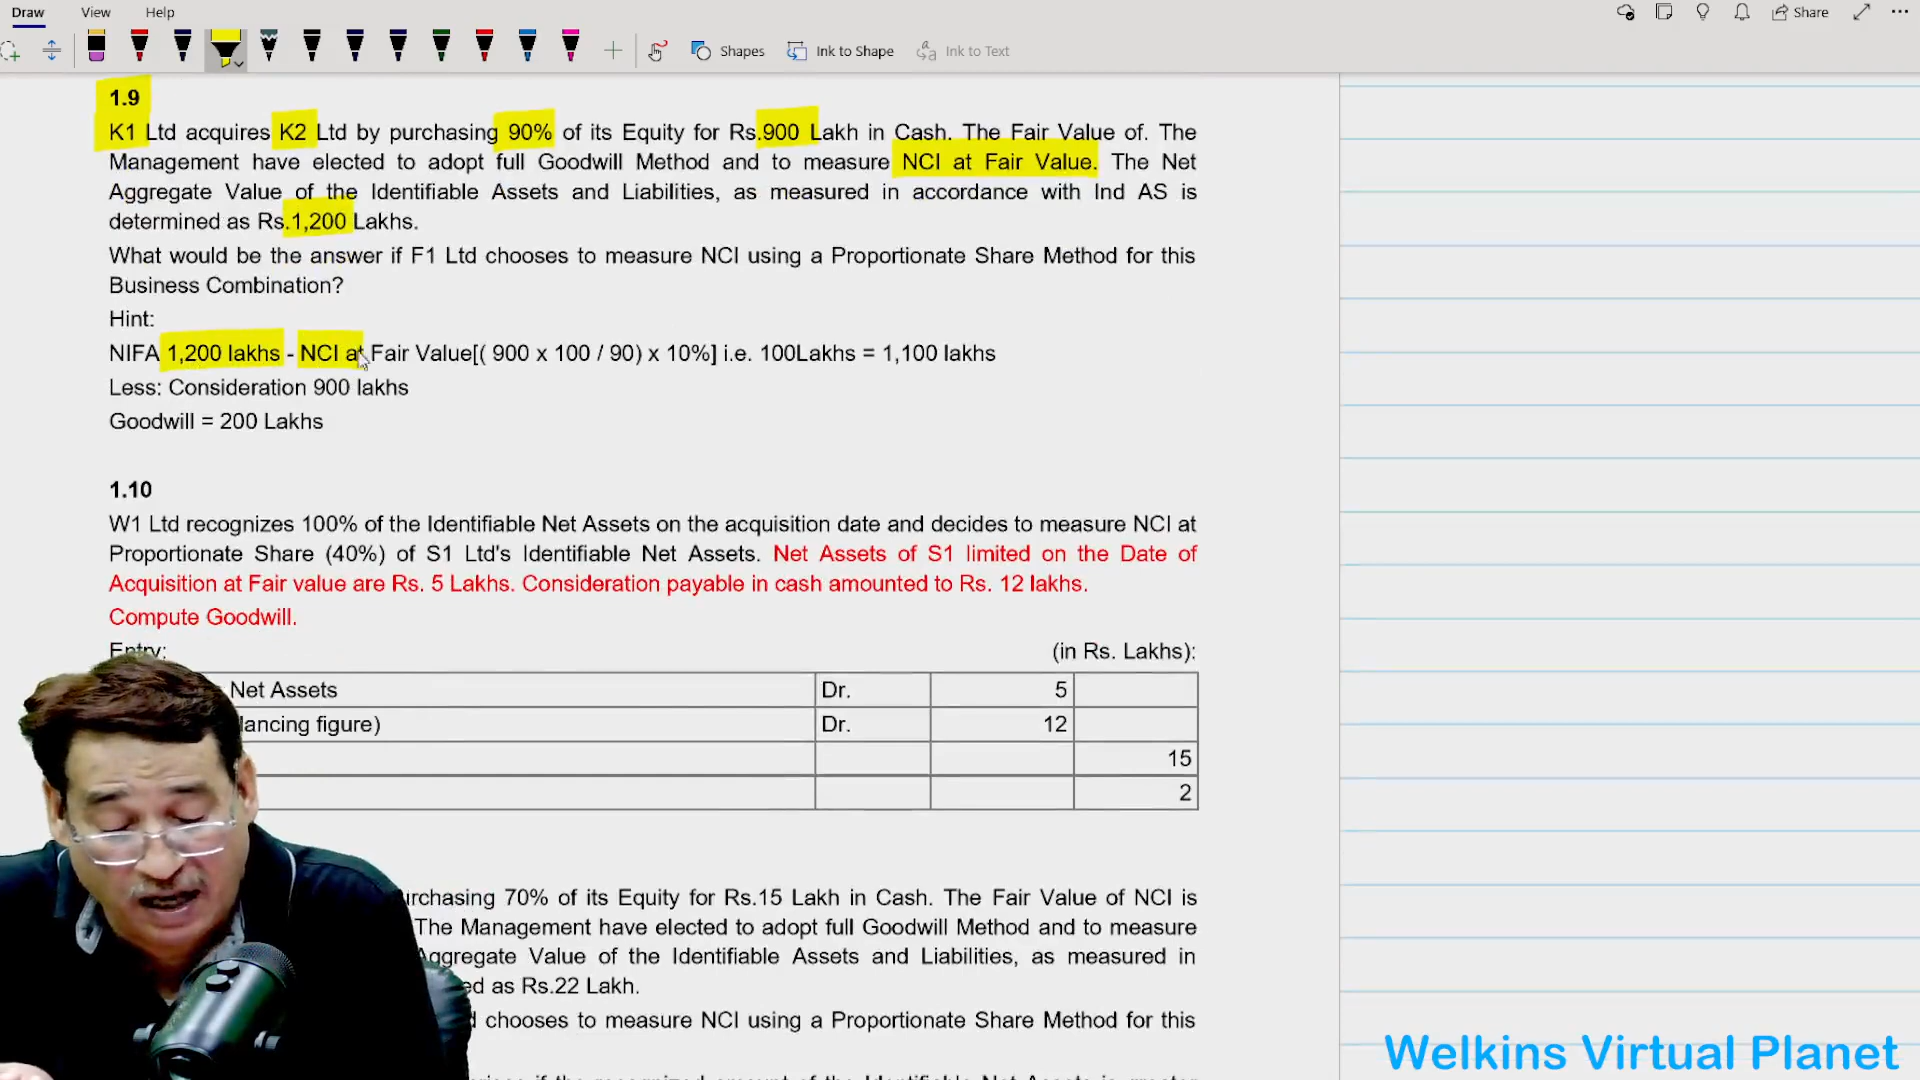 Draw View Help Share
Shapes Ink to Shape Ink to Text
1.9
K1 Ltd acquires K2 Ltd by purchasing 90% of its Equity for Rs.900 Lakh in Cash. The Fair Value of. The
Management have elected to adopt full Goodwill Method and to measure NCI at Fair Value. The Net
Aggregate Value of the Identifiable Assets and Liabilities, as measured in accordance with Ind AS is
determined as Rs.1,200 Lakhs.
What would be the answer if F1 Ltd chooses to measure NCI using a Proportionate Share Method for this
Business Combination?
Hint:
NIFA 1,200 lakhs - NCI at Fair Value[( 900 x 100 / 90) x 10%] i.e. 100Lakhs = 1,100 lakhs
Less: Consideration 900 lakhs
Goodwill = 200 Lakhs
1.10
W1 Ltd recognizes 100% of the Identifiable Net Assets on the acquisition date and decides to measure NCI at
Proportionate Share (40%) of S1 Ltd's Identifiable Net Assets. Net Assets of S1 limited on the Date of
Acquisition at Fair value are Rs. 5 Lakhs. Consideration payable in cash amounted to Rs. 12 lakhs.
Compute Goodwill.
Entry: (in Rs. Lakhs):
Net Assets Dr. 5
figure) Dr. 12
15
2
70% of its Equity for Rs.15 Lakh in Cash. The Fair Value of NCI is
The Management have elected to adopt full Goodwill Method and to measure
Aggregate Value of the Identifiable Assets and Liabilities, as measured in
as Rs.22 Lakh.
chooses to measure NCI using a Proportionate Share Method for this
Welkins Virtual Planet